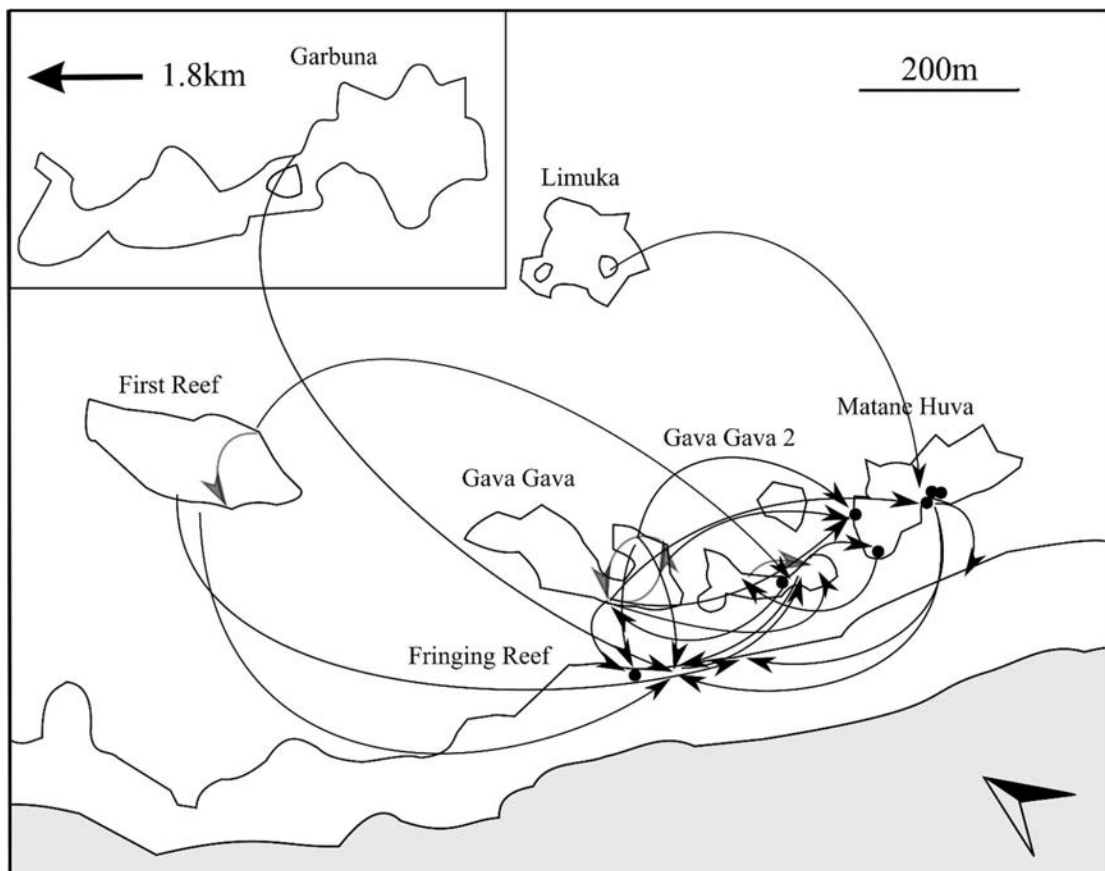 Garbuna
1.8km
200m
Limuka
First Reef
Matane Huva
Gava Gava 2
Gava Gava
Fringing Reef